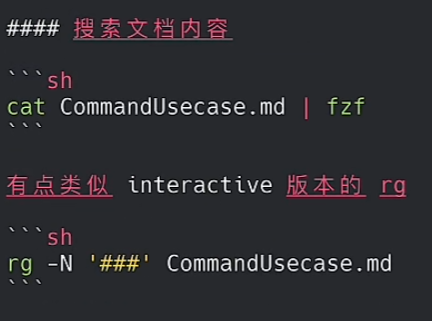 #### 搜索文档内容
```sh
cat CommandUsecase.md | fzf
```
有点类似 interactive 版本的 rg
```sh
rg -N '###' CommandUsecase.md
```